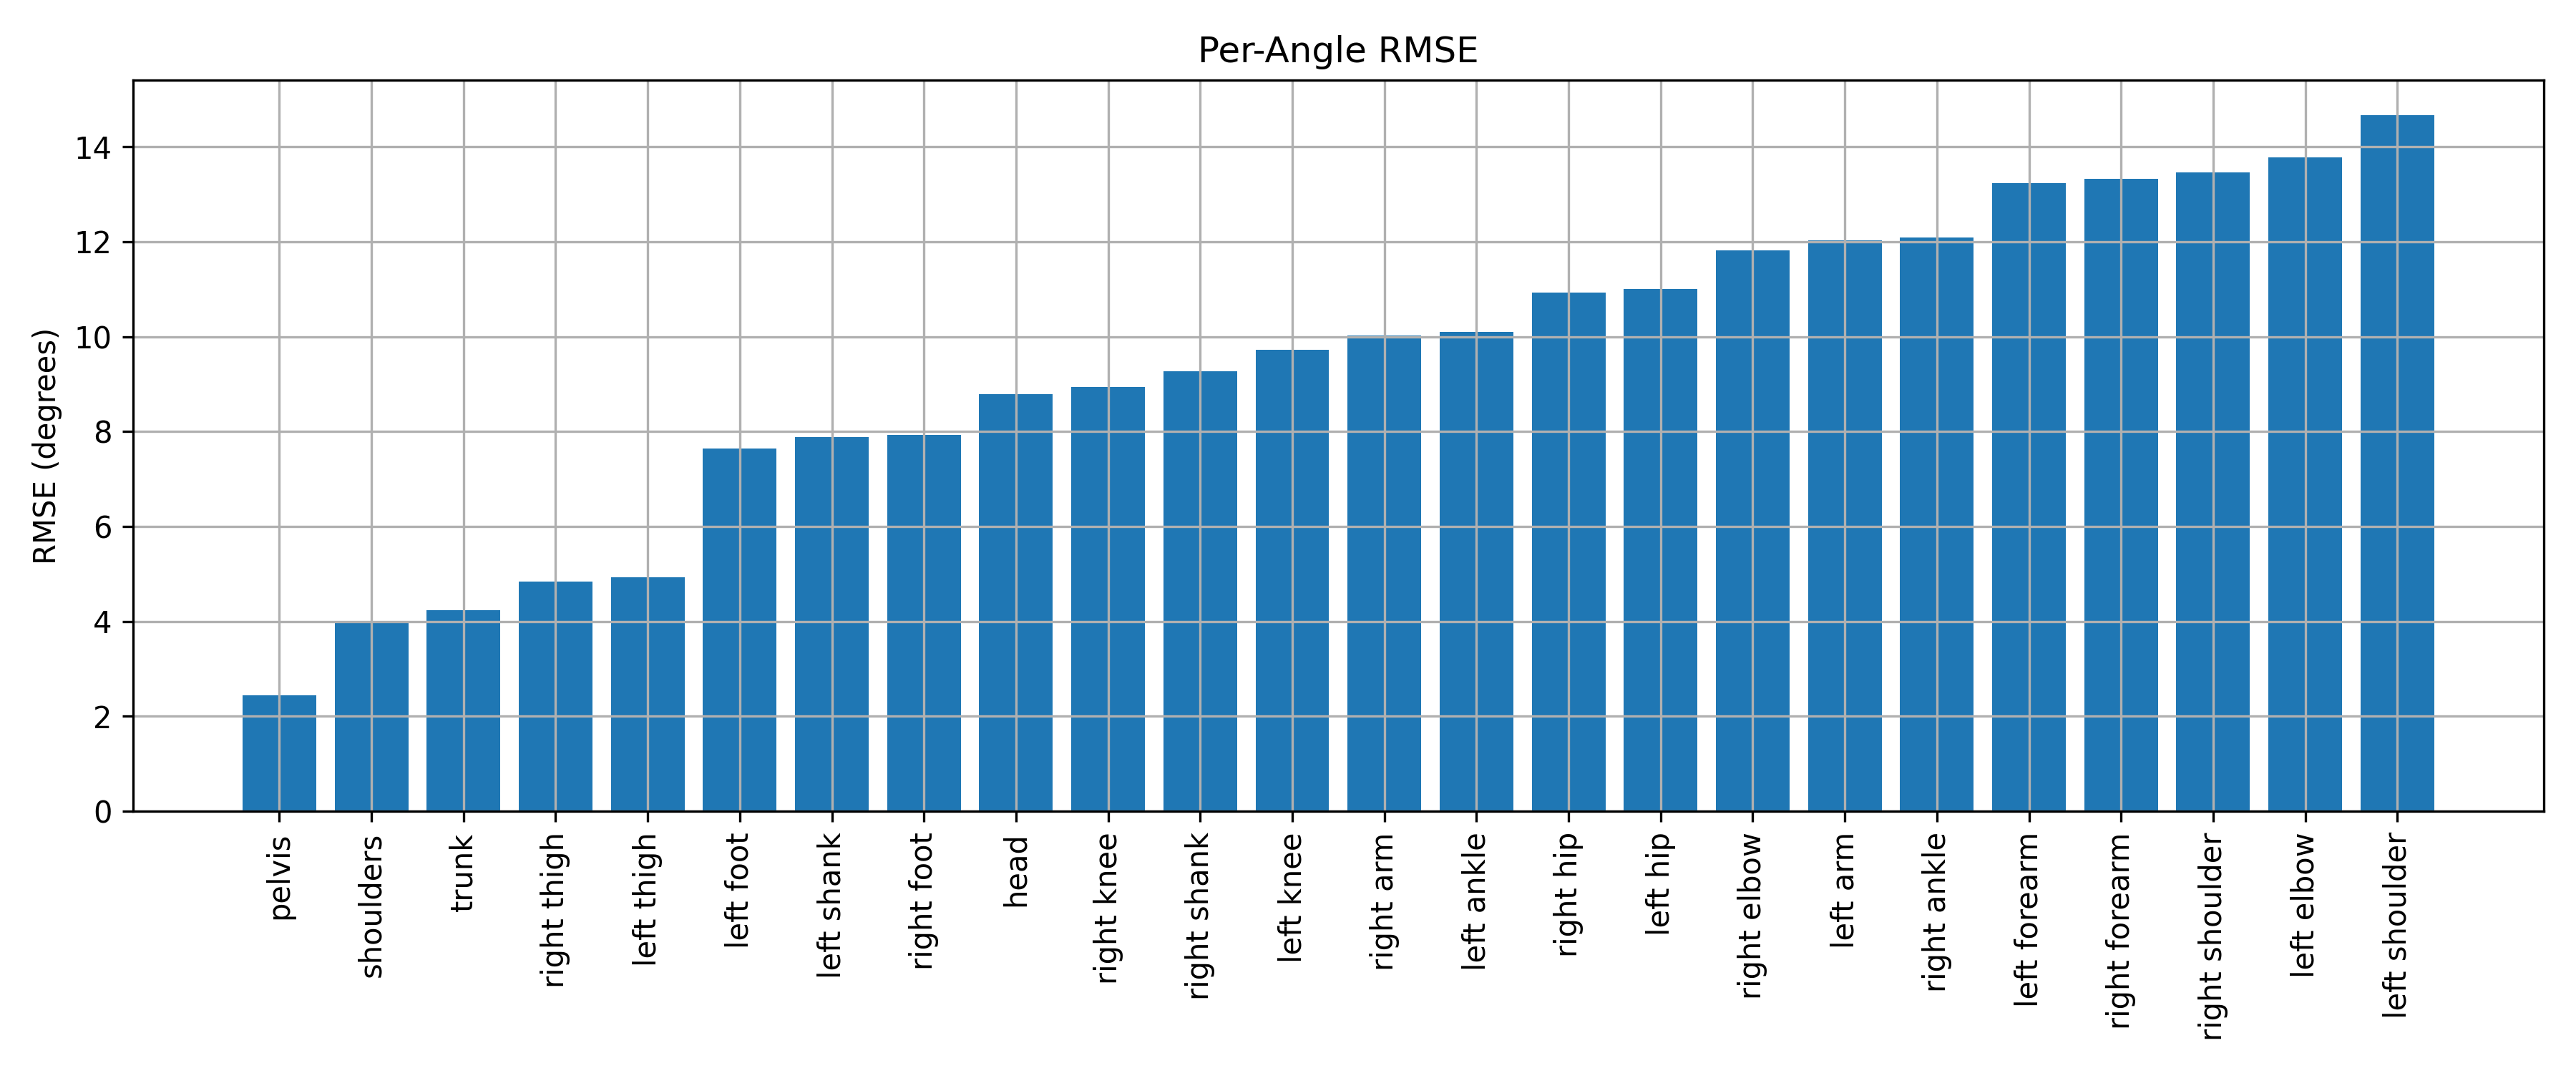 Per-Angle RMSE
RMSE (degrees)
14
12
10
8
6
4
2
0
pelvis
shoulders
trunk
right thigh
left thigh
left foot
left shank
right foot
head
right knee
right shank
left knee
right arm
left ankle
right hip
left hip
right elbow
left arm
right ankle
left forearm
right forearm
right shoulder
left elbow
left shoulder